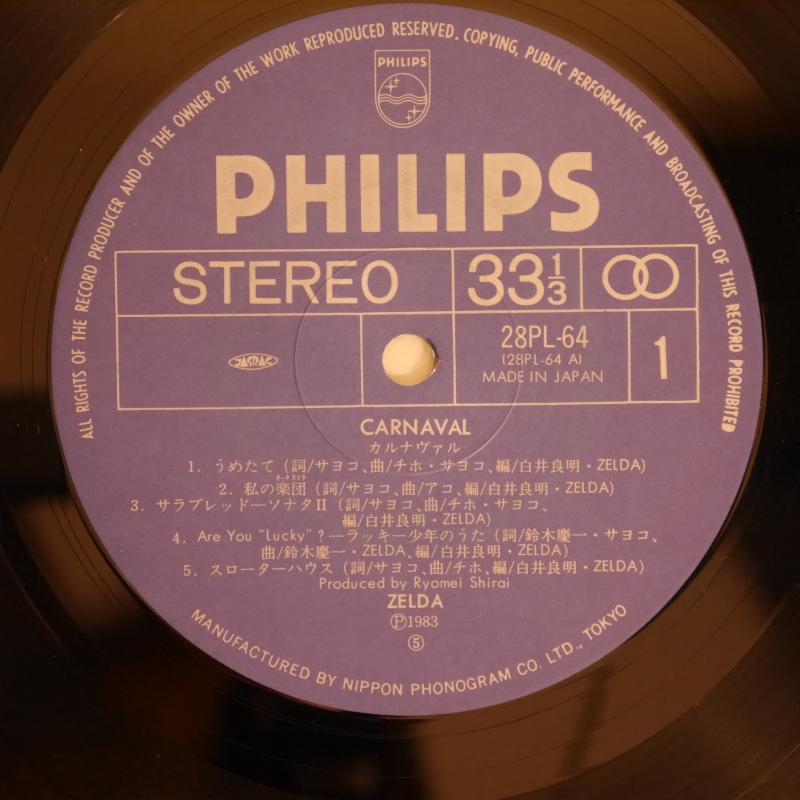 ALL RIGHTS OF THE RECORD PRODUCER AND OF THE OWNER OF THE WORK REPRODUCED RESERVED. COPYING, PUBLIC PERFORMANCE AND BROADCASTING OF THIS RECORD PROHIBITED
PHILIPS
PHILIPS
STEREO 33 1/3
JASRAC
28PL-64
(28PL-64 A)
MADE IN JAPAN
1
CARNAVAL
カルナヴァル
1. うめたて (詞/サヨコ、曲/チホ・サヨコ、編/白井良明・ZELDA)
オーケストラ
2. 私の楽団 (詞/サヨコ、曲/アコ、編/白井良明・ZELDA)
3. サラブレッド―ソナタII (詞/サヨコ、曲/チホ・サヨコ、
編/白井良明・ZELDA)
4. Are You "Lucky"?―ラッキー少年のうた (詞/鈴木慶一・サヨコ、
曲/鈴木慶一・ZELDA、編/白井良明・ZELDA)
5. スローターハウス (詞/サヨコ、曲/チホ、編/白井良明・ZELDA)
Produced by Ryomei Shirai
ZELDA
Ⓟ1983
⑤
MANUFACTURED BY NIPPON PHONOGRAM CO. LTD., TOKYO